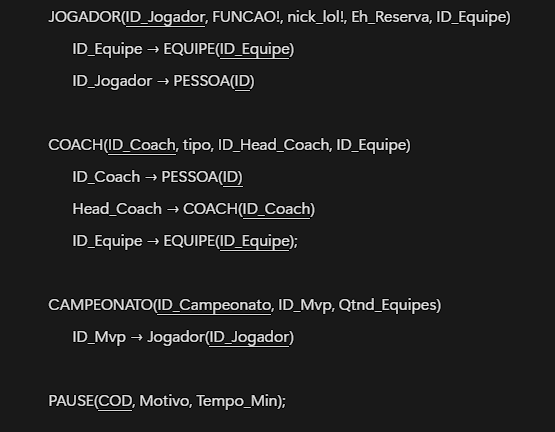 JOGADOR(ID_Jogador, FUNCAO!, nick_lol!, Eh_Reserva, ID_Equipe)
ID_Equipe → EQUIPE(ID_Equipe)
ID_Jogador → PESSOA(ID)
COACH(ID_Coach, tipo, ID_Head_Coach, ID_Equipe)
ID_Coach → PESSOA(ID)
Head_Coach → COACH(ID_Coach)
ID_Equipe → EQUIPE(ID_Equipe);
CAMPEONATO(ID_Campeonato, ID_Mvp, Qtnd_Equipes)
ID_Mvp → Jogador(ID_Jogador)
PAUSE(COD, Motivo, Tempo_Min);